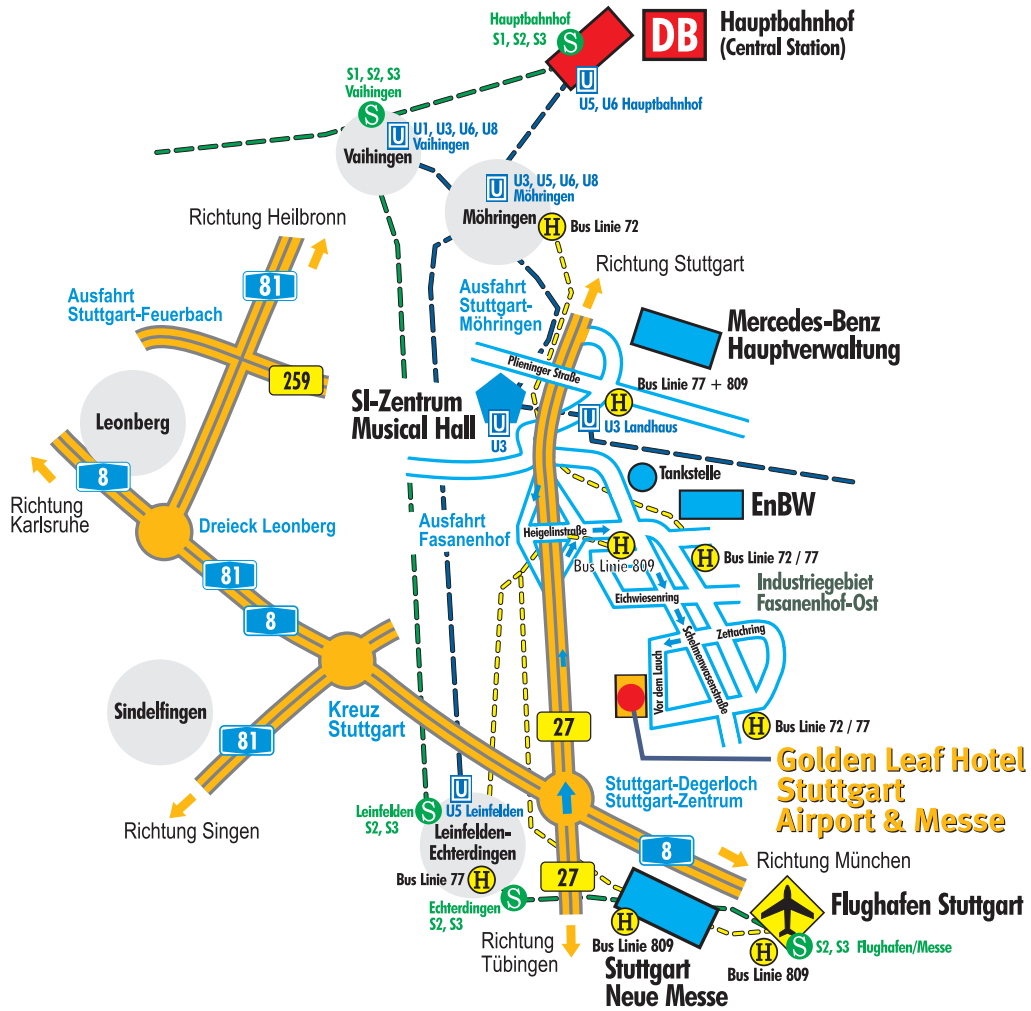 Hauptbahnhof
S1, S2, S3
S
DB
Hauptbahnhof
(Central Station)
U
U5, U6 Hauptbahnhof
S1, S2, S3
Vaihingen
S
U
U1, U3, U6, U8
Vaihingen
Vaihingen
U
U3, U5, U6, U8
Möhringen
Möhringen
H
Bus Linie 72
Richtung Heilbronn
81
Ausfahrt
Stuttgart-Feuerbach
259
Richtung Stuttgart
Ausfahrt
Stuttgart-
Möhringen
Mercedes-Benz
Hauptverwaltung
Plieninger Straße
Bus Linie 77 + 809
H
SI-Zentrum
Musical Hall
U
U3
U
U3 Landhaus
Leonberg
8
Richtung
Karlsruhe
Dreieck Leonberg
81
8
Tankstelle
EnBW
Ausfahrt
Fasanenhof
Heigelinstraße
H
Bus Linie 809
H
Bus Linie 72 / 77
Industriegebiet
Fasanenhof-Ost
Eichwiesenring
Zettachring
Schelmenwasenstraße
Vor dem Lauch
H
Bus Linie 72 / 77
Sindelfingen
81
Kreuz
Stuttgart
27
Richtung Singen
Golden Leaf Hotel
Stuttgart
Airport & Messe
Stuttgart-Degerloch
Stuttgart-Zentrum
Leinfelden
S2, S3
S
U
U5 Leinfelden
Leinfelden-
Echterdingen
Bus Linie 77
H
8
Richtung München
27
Echterdingen
S2, S3
S
Richtung
Tübingen
H
Bus Linie 809
Stuttgart
Neue Messe
Flughafen Stuttgart
H
Bus Linie 809
S
S2, S3 Flughafen/Messe